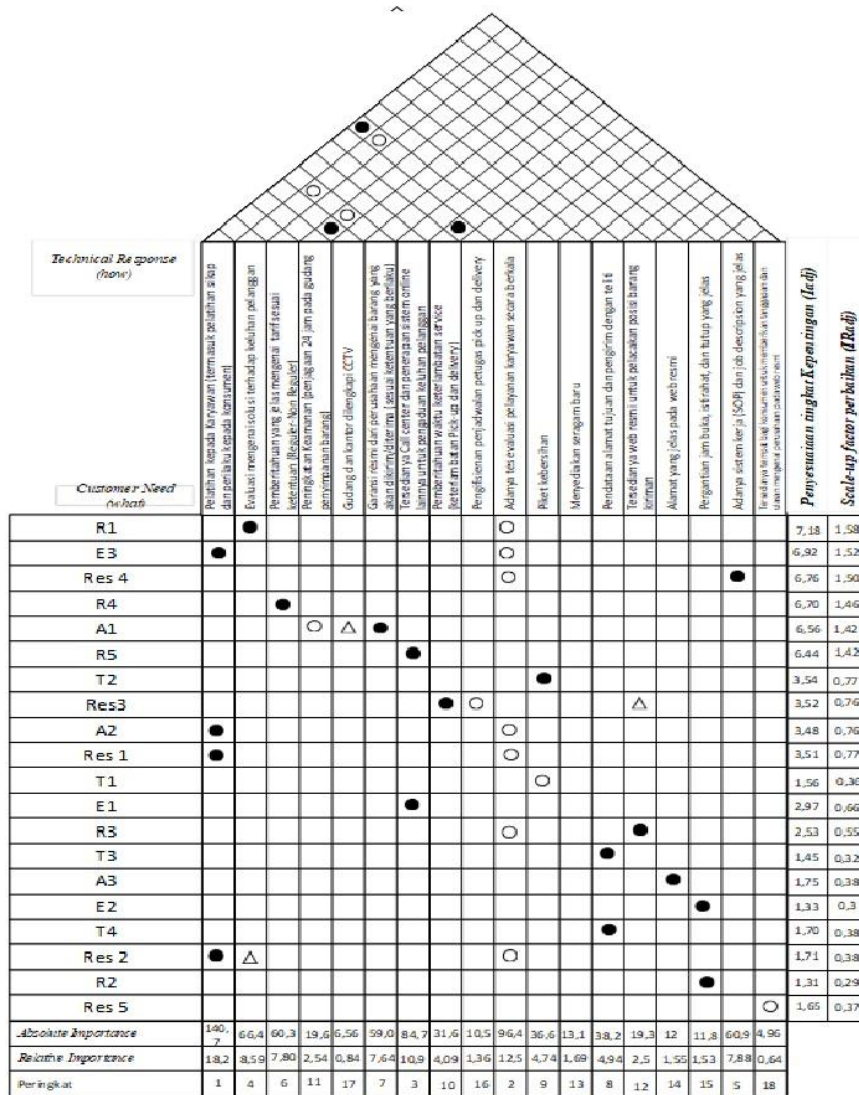 Technical Response
(how)
Customer Need
(what)
Pelatihan kepada Karyawan (termasuk pelatihan sikap
dan perilaku kepada konsumen)
Evaluasi mengenai solusi terhadap keluhan pelanggan
Pemberitahuan yang jelas mengenai tarif sesuai
ketentuan (Reguler-Non Reguler)
Peningkatan Keamanan (penjagaan 24 jam pada gudang
penyimpanan barang)
Gudang dan kantor dilengkapi CCTV
Garansi resmi dari perusahaan mengenai barang yang
akan dikirim/diterima (sesuai ketentuan yang berlaku)
Tersedianya Call center dan penerapan sistem online
lainnya untuk pengaduan keluhan pelanggan)
Pemberitahuan waktu keterlambatan service
(keterlambatan Pick-up dan delivery)
Pengifisienan penjadwalan petugas pick up dan delivery
Adanya tes evaluasi pelayanan karyawan secara berkala
Piket kebersihan
Menyediakan seragam baru
Pendataan alamat tujuan dan pengirim dengan teliti
Tersedianya web resmi untuk pelacakan posisi barang
kiriman
Alamat yang jelas pada web resmi
Pergantian jam buka, istirahat, dan tutup yang jelas
Adanya sistem kerja (SOP) dan job description yang jelas
Tersedianya bagi konsumen untuk memberikan tanggapan dan
ulasan mengenai perusahaan pada web resmi
Penyesuaian tingkat Kepentingan (Iadj)
Scale-up factor perbaikan (IRadj)
R1 7,18 1,58
E3 6,92 1,52
Res 4 6,76 1,50
R4 6,70 1,46
A1 6,56 1,42
R5 6.44 1,42
T2 3,54 0,77
Res3 3,52 0,76
A2 3,48 0,76
Res 1 3,51 0,77
T1 1,56 0,36
E1 2,97 0,66
R3 2,53 0,55
T3 1,45 0,32
A3 1,75 0,38
E2 1,33 0,3
T4 1,70 0,38
Res 2 1,71 0,38
R2 1,31 0,29
Res 5 1,65 0,37
Absolute Importance 140,7 66,4 60,3 19,6 6,56 59,0 84,7 31,6 10,5 96,4 36,6 13,1 38,2 19,3 12 11,8 60,9 4,96
Relative Importance 18,2 8,59 7,80 2,54 0,84 7,64 10,9 4,09 1,36 12,5 4,74 1,69 4,94 2,5 1,55 1,53 7,88 0,64
Peringkat 1 4 6 11 17 7 3 10 16 2 9 13 8 12 14 15 5 18